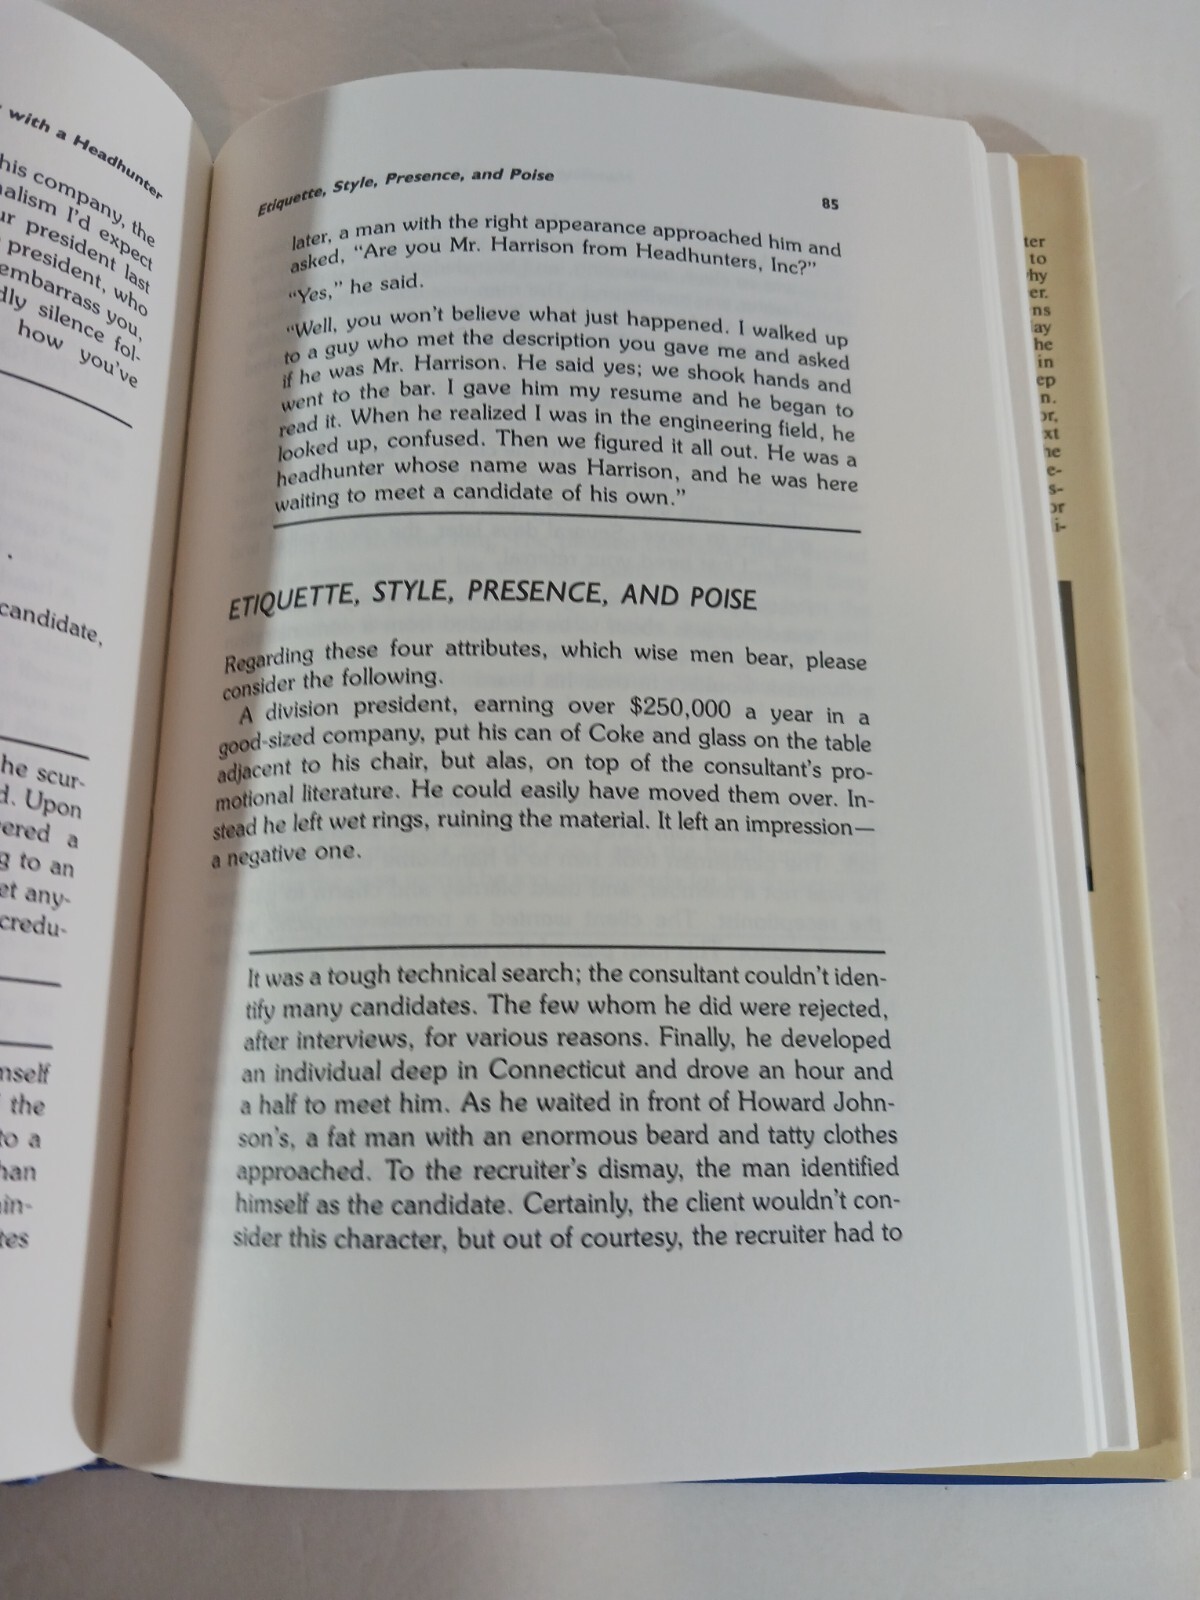 with a Headhunter
his company, the
alism I'd expect
ur president last
president, who
embarrass you,
dly silence fol-
how you've
candidate,
he scur-
d. Upon
ered a
g to an
et any-
credu-
nself
the
to a
han
in-
tes
Etiquette, Style, Presence, and Poise
85
later, a man with the right appearance approached him and
asked, “Are you Mr. Harrison from Headhunters, Inc?”
“Yes,” he said.
“Well, you won't believe what just happened. I walked up
to a guy who met the description you gave me and asked
if he was Mr. Harrison. He said yes; we shook hands and
went to the bar. I gave him my resume and he began to
read it. When he realized I was in the engineering field, he
looked up, confused. Then we figured it all out. He was a
headhunter whose name was Harrison, and he was here
waiting to meet a candidate of his own.”
ETIQUETTE, STYLE, PRESENCE, AND POISE
Regarding these four attributes, which wise men bear, please
consider the following.
A division president, earning over $250,000 a year in a
good-sized company, put his can of Coke and glass on the table
adjacent to his chair, but alas, on top of the consultant's pro-
motional literature. He could easily have moved them over. In-
stead he left wet rings, ruining the material. It left an impression—
a negative one.
It was a tough technical search; the consultant couldn't iden-
tify many candidates. The few whom he did were rejected,
after interviews, for various reasons. Finally, he developed
an individual deep in Connecticut and drove an hour and
a half to meet him. As he waited in front of Howard John-
son's, a fat man with an enormous beard and tatty clothes
approached. To the recruiter's dismay, the man identified
himself as the candidate. Certainly, the client wouldn't con-
sider this character, but out of courtesy, the recruiter had to
ter
to
hy
er.
ns
ay
he
in
ep
n.
or,
xt
he
e-
s-
or
i-